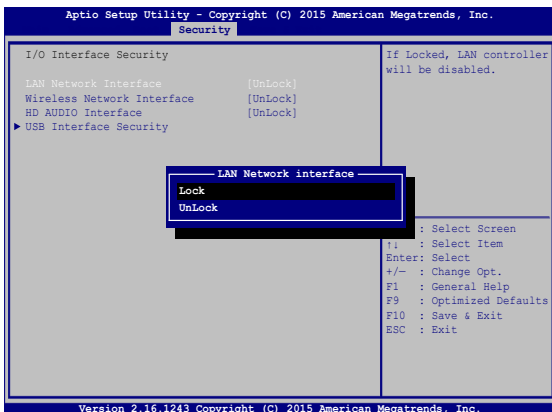 Aptio Setup Utility - Copyright (C) 2015 American Megatrends, Inc.
Security
I/O Interface Security
LAN Network Interface [UnLock]
Wireless Network Interface [UnLock]
HD AUDIO Interface [UnLock]
USB Interface Security
If Locked, LAN controller
will be disabled.
LAN Network interface
Lock
UnLock
: Select Screen
↑↓ : Select Item
Enter: Select
+/— : Change Opt.
F1 : General Help
F9 : Optimized Defaults
F10 : Save & Exit
ESC : Exit
Version 2.16.1243 Copyright (C) 2015 American Megatrends, Inc.